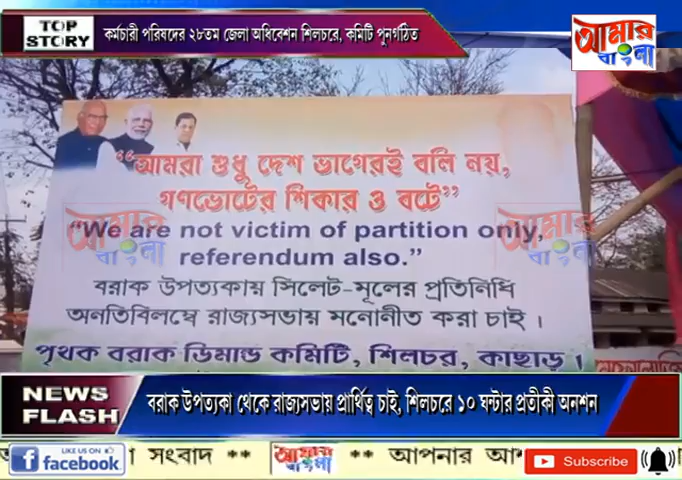 TOP STORY
কর্মচারী পরিষদের ২৮তম জেলা অধিবেশন শিলচরে, কমিটি পুনর্গঠিত
আমার বাংলা
“আমরা শুধু দেশ ভাগেরই বলি নয়,
গণভোটের শিকার ও বটে”
“We are not victim of partition only,
referendum also.”
বরাক উপত্যকায় সিলেট-মূলের প্রতিনিধি
অনতিবিলম্বে রাজ্যসভায় মনোনীত করা চাই ।
পৃথক বরাক ডিমান্ড কমিটি, শিলচর, কাছাড় ।
আমার বাংলা
আমার বাংলা
NEWS FLASH
বরাক উপত্যকা থেকে রাজ্যসভায় প্রার্থিত্ব চাই, শিলচরে ১০ ঘন্টার প্রতীকী অনশন
LIKE US ON
facebook
সংবাদ ** আমার বাংলা ** আপনার
Subscribe